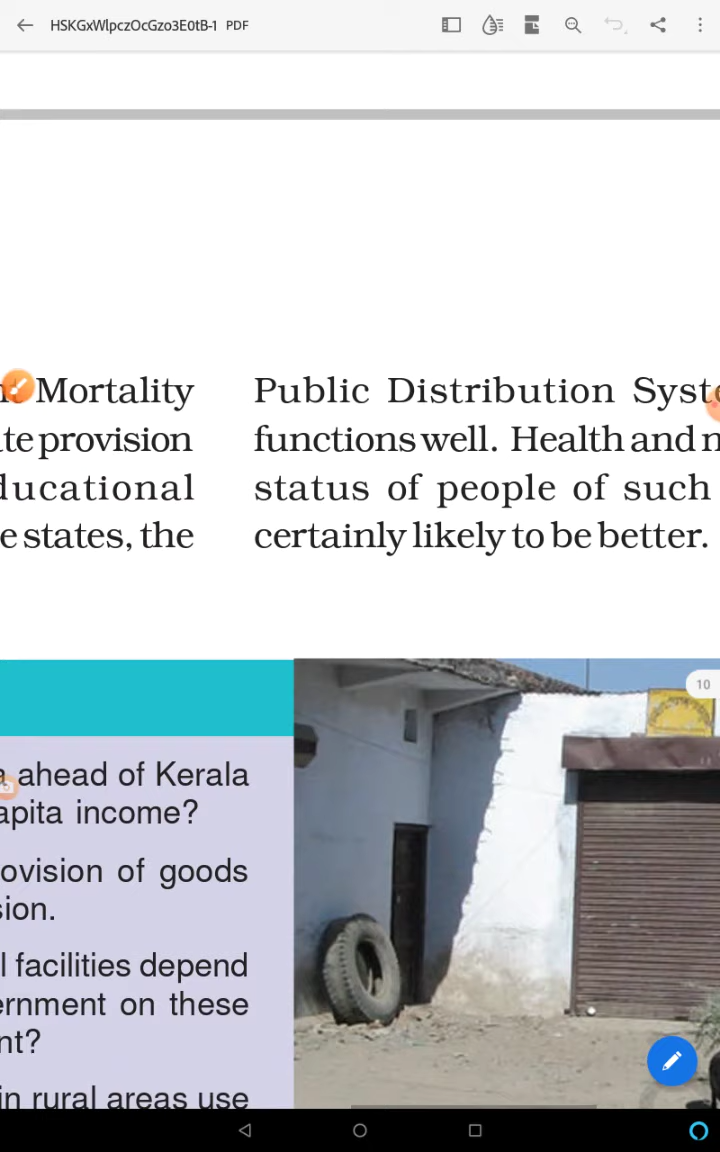 HSKGxWlpczOcGzo3E0tB-1 PDF
Mortality
te provision
ducational
e states, the
Public Distribution Syste
functions well. Health and n
status of people of such
certainly likely to be better.
10
a ahead of Kerala
apita income?
ovision of goods
sion.
l facilities depend
ernment on these
nt?
in rural areas use